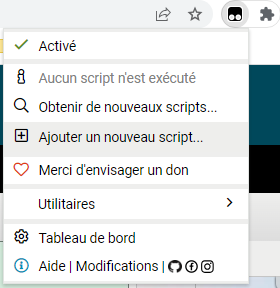 Activé
Aucun script n'est exécuté
Obtenir de nouveaux scripts...
Ajouter un nouveau script...
Merci d'envisager un don
Utilitaires
Tableau de bord
Aide | Modifications |